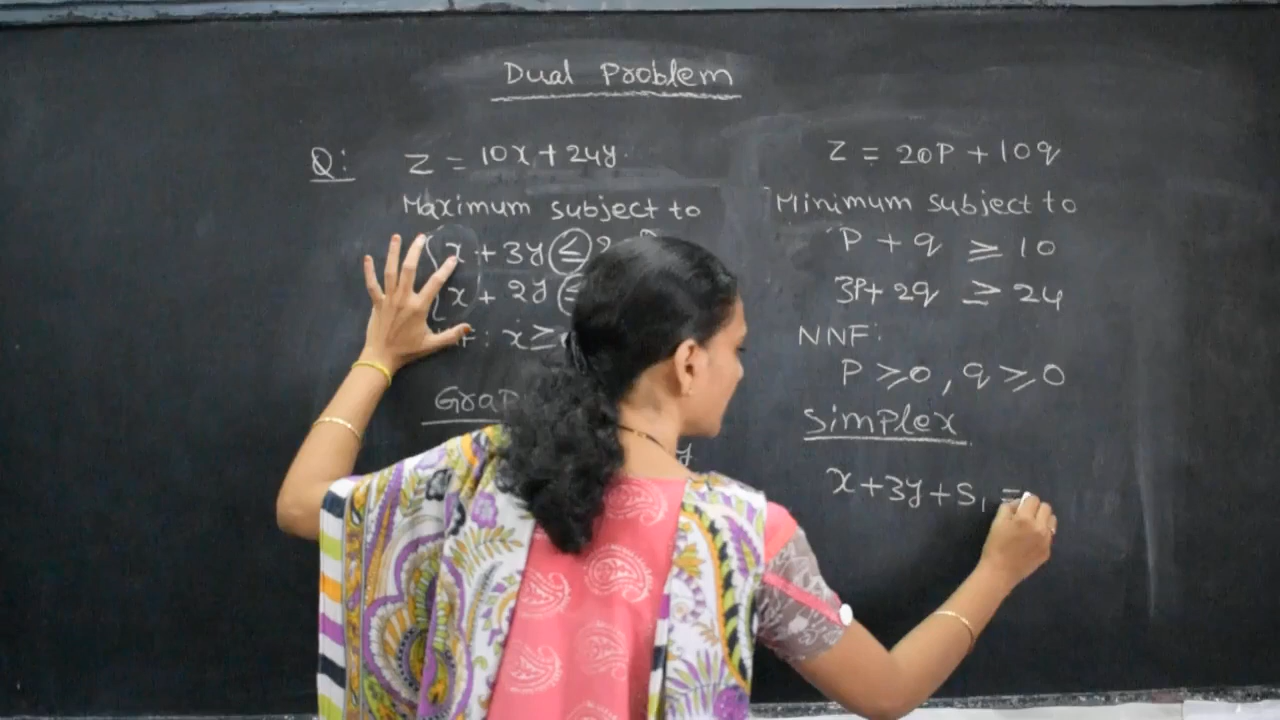 Dual Problem
Q: Z = 10x + 24y.
Maximum subject to
x + 3y ≤ 2
x + 2y ≤
F: x ≥
Grap
y
Z = 20P + 10q
Minimum subject to
P + q ≥ 10
3P + 2q ≥ 24
NNF:
P ≥ 0, q ≥ 0
Simplex
x + 3y + S₁ =